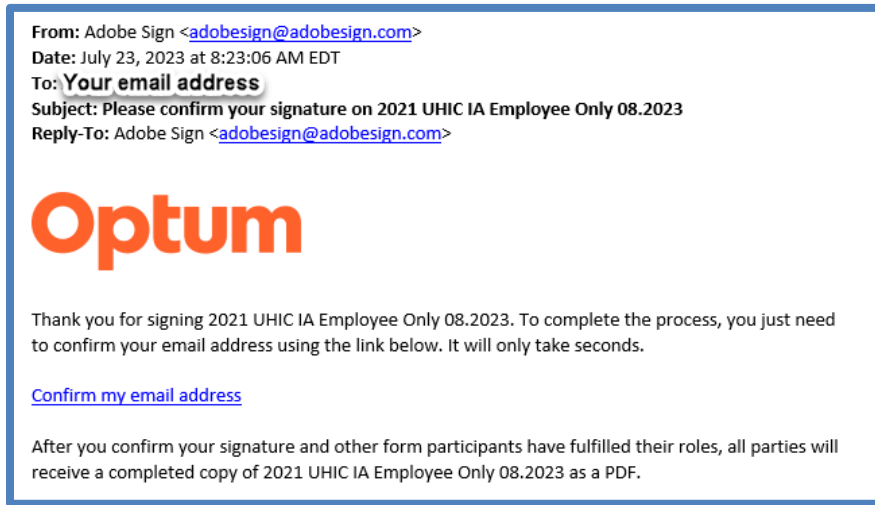 From: Adobe Sign <adobesign@adobesign.com>
Date: July 23, 2023 at 8:23:06 AM EDT
To: Your email address
Subject: Please confirm your signature on 2021 UHIC IA Employee Only 08.2023
Reply-To: Adobe Sign <adobesign@adobesign.com>
Optum
Thank you for signing 2021 UHIC IA Employee Only 08.2023. To complete the process, you just need
to confirm your email address using the link below. It will only take seconds.
Confirm my email address
After you confirm your signature and other form participants have fulfilled their roles, all parties will
receive a completed copy of 2021 UHIC IA Employee Only 08.2023 as a PDF.